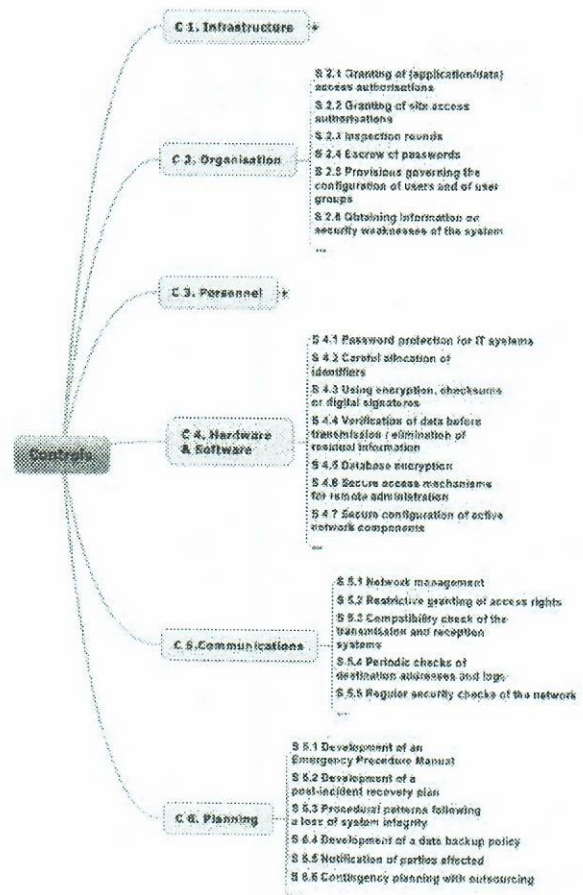 C 1. Infrastructure
S 2.1 Granting of (application/data)
access authorisations
S 2.2 Granting of site access
authorisations
S 2.3 Inspection rounds
S 2.4 Escrow of passwords
S 2.5 Provisions governing the
configuration of users and of user
groups
S 2.6 Obtaining information on
security weaknesses of the system
...
C 2. Organisation
C 3. Personnel
S 4.1 Password protection for IT systems
S 4.2 Careful allocation of
identifiers
S 4.3 Using encryption, checksums
or digital signatures
S 4.4 Verification of data before
transmission / elimination of
residual information
S 4.5 Database encryption
S 4.6 Secure access mechanisms
for remote administration
S 4.7 Secure configuration of active
network components
...
C 4. Hardware
& Software
Controls
S 5.1 Network management
S 5.2 Restrictive granting of access rights
S 5.3 Compatibility check of the
transmission and reception
systems
S 5.4 Periodic checks of
destination addresses and logs
S 5.5 Regular security checks of the network
...
C 5.Communications
S 6.1 Development of an
Emergency Procedure Manual
S 6.2 Development of a
post-incident recovery plan
S 6.3 Procedural patterns following
a loss of system integrity
S 6.4 Development of a data backup policy
S 6.5 Notification of parties affected
S 6.6 Contingency planning with outsourcing
C 6. Planning